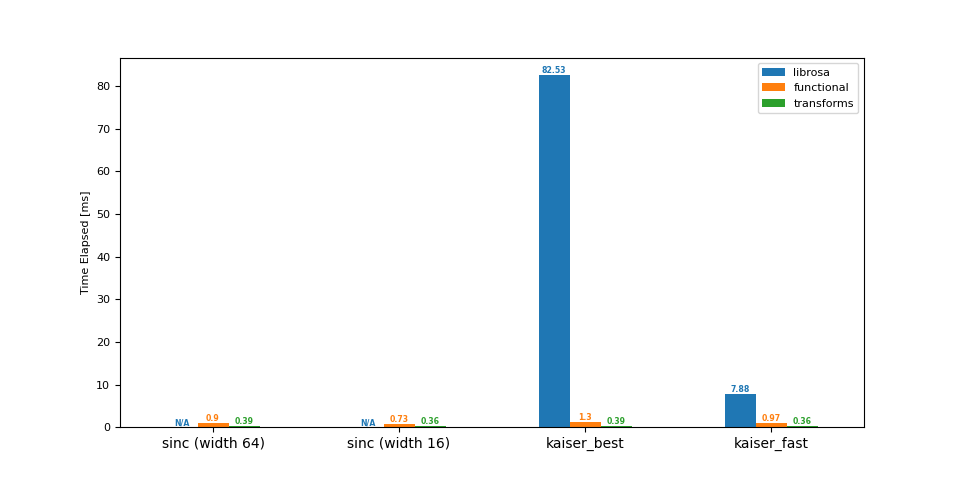 82.53
librosa
functional
transforms
80
70
60
50
40
30
20
10
0
Time Elapsed [ms]
N/A
0.9
0.39
N/A
0.73
0.36
1.3
0.39
7.88
0.97
0.36
sinc (width 64)
sinc (width 16)
kaiser_best
kaiser_fast